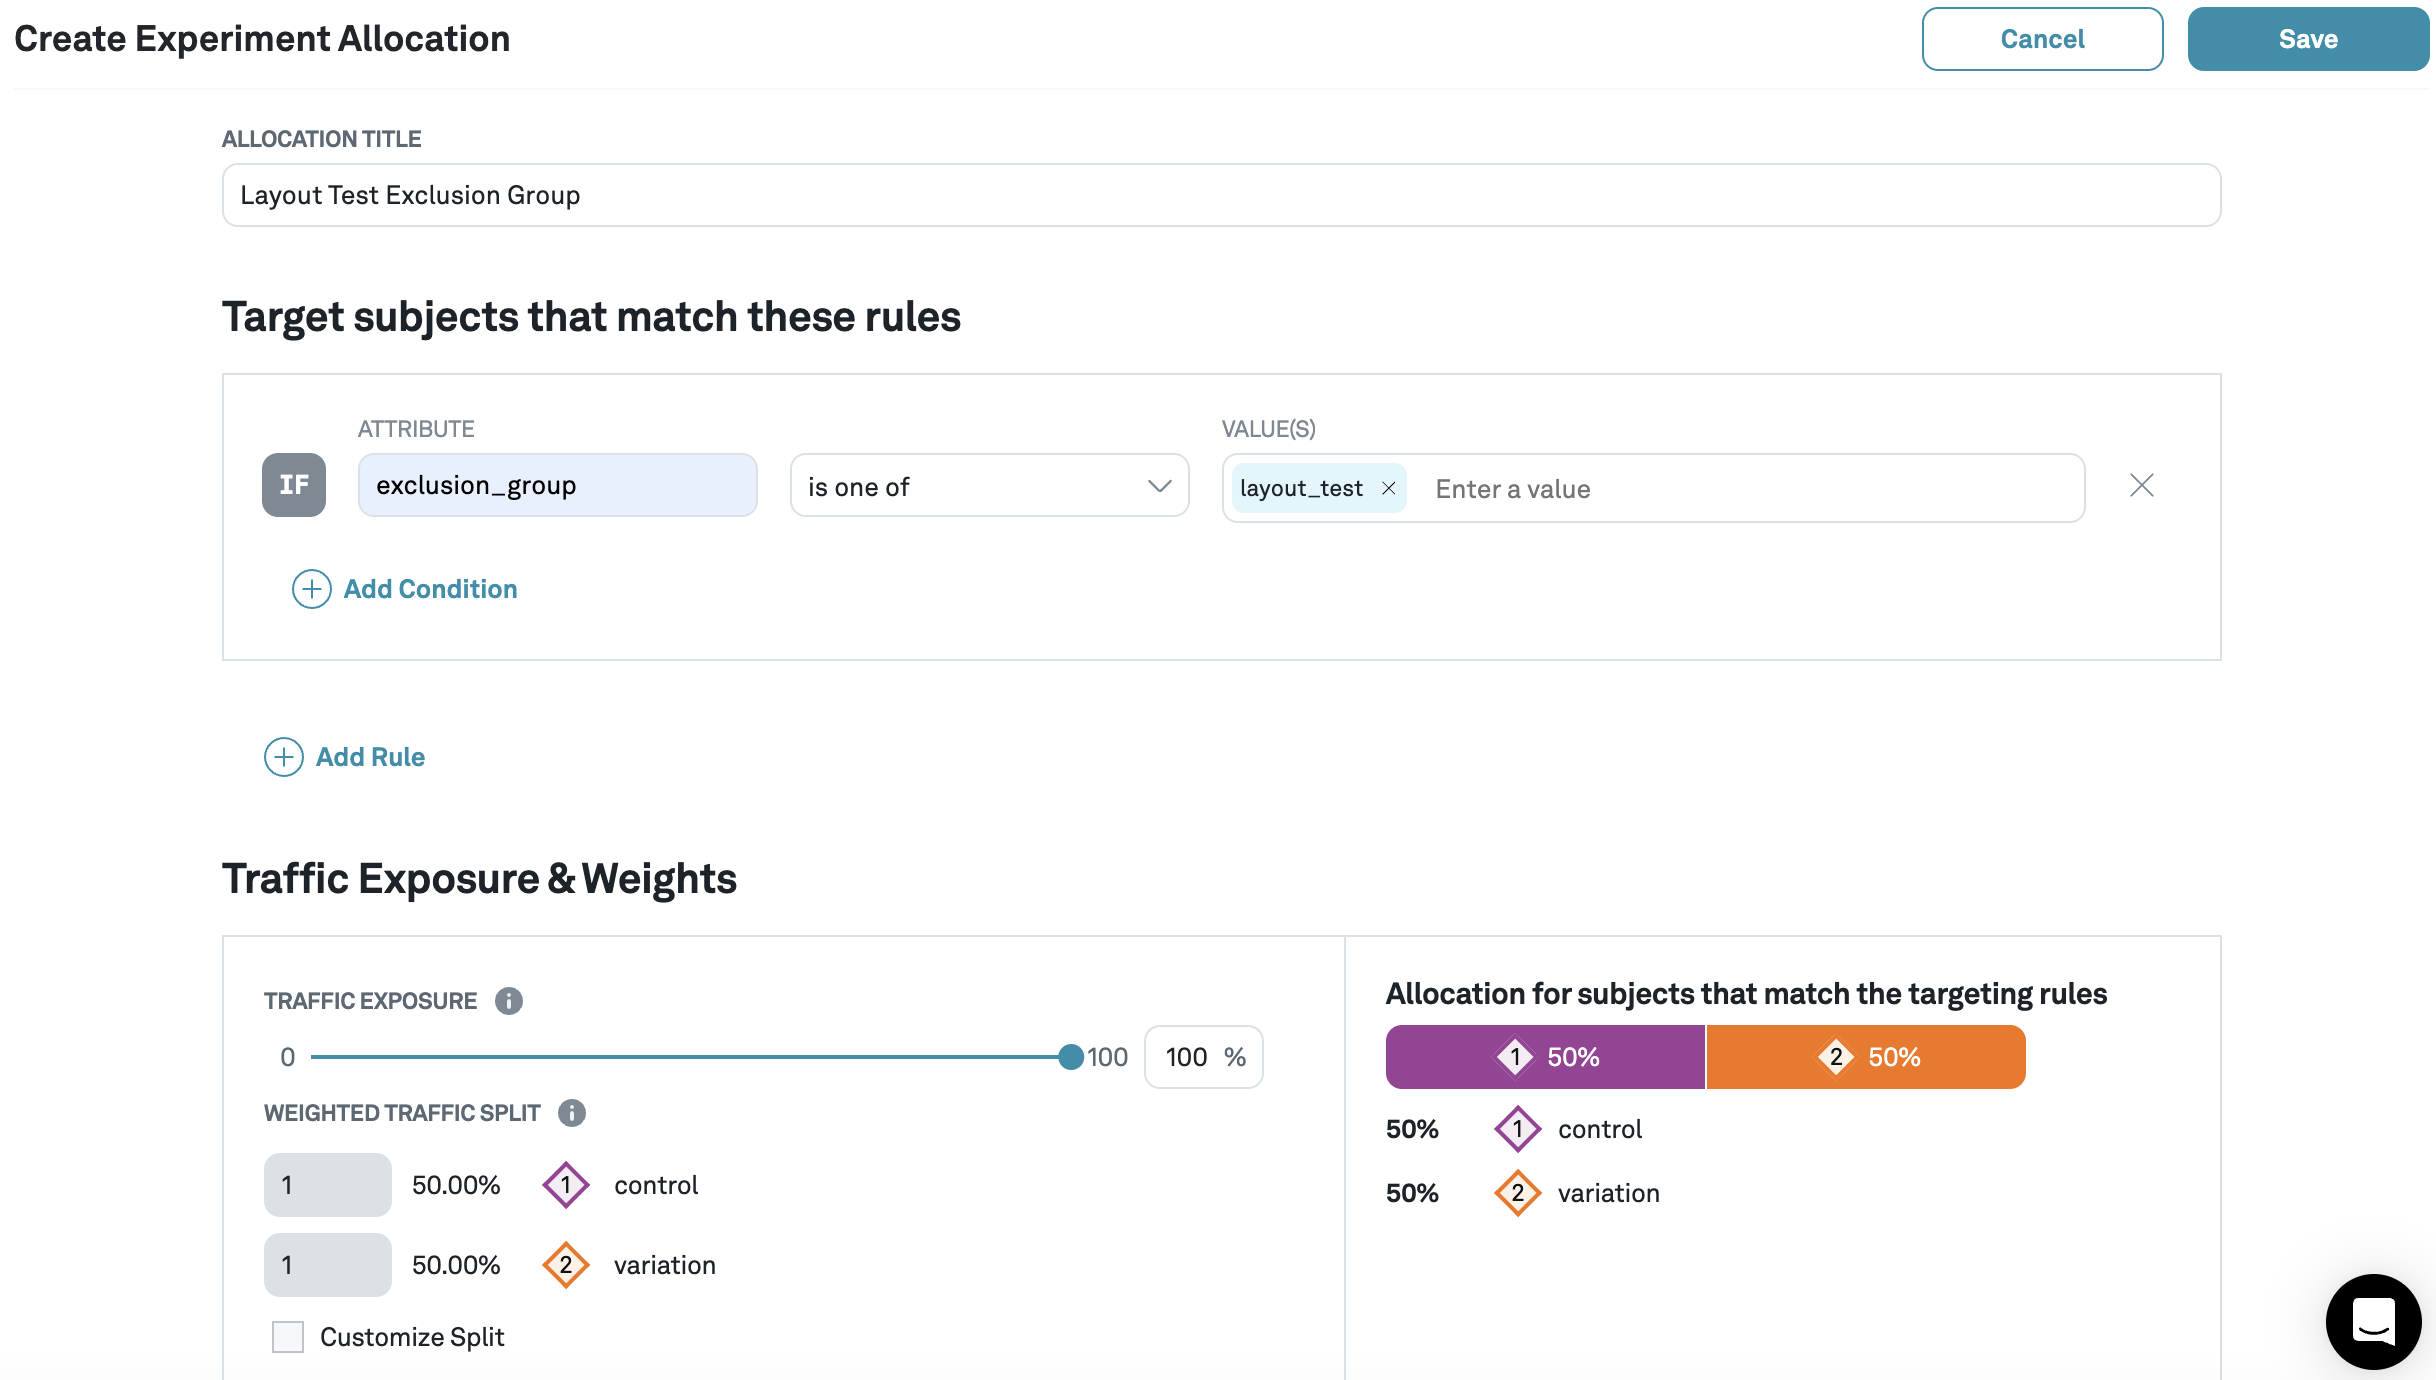 Create Experiment Allocation
Cancel
Save
ALLOCATION TITLE
Layout Test Exclusion Group
Target subjects that match these rules
ATTRIBUTE
VALUE(S)
IF
exclusion_group
is one of
layout_test
Enter a value
Add Condition
Add Rule
Traffic Exposure & Weights
TRAFFIC EXPOSURE
0
100
100 %
WEIGHTED TRAFFIC SPLIT
1 50.00% 1 control
1 50.00% 2 variation
Customize Split
Allocation for subjects that match the targeting rules
1 50%
2 50%
50% 1 control
50% 2 variation